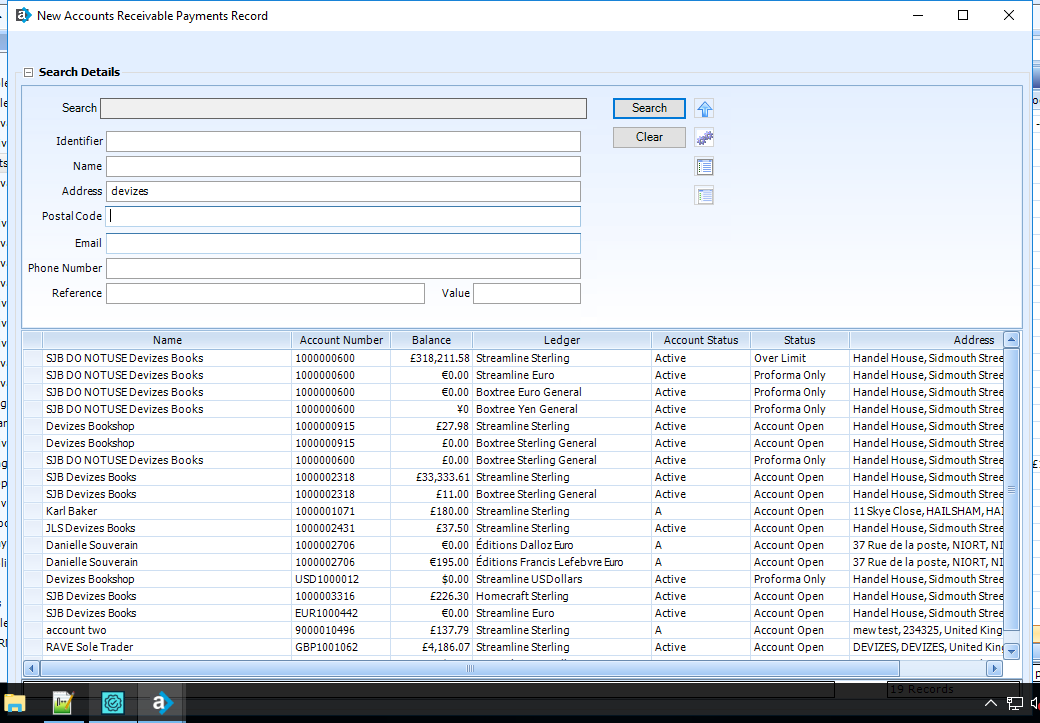 New Accounts Receivable Payments Record
Search Details
Search Search
Identifier Clear
Name
Address devizes
Postal Code
Email
Phone Number
Reference Value
Name Account Number Balance Ledger Account Status Status Address
SJB DO NOTUSE Devizes Books 1000000600 £318,211.58 Streamline Sterling Active Over Limit Handel House, Sidmouth Stree
SJB DO NOTUSE Devizes Books 1000000600 €0.00 Streamline Euro Active Proforma Only Handel House, Sidmouth Stree
SJB DO NOTUSE Devizes Books 1000000600 €0.00 Boxtree Euro General Active Proforma Only Handel House, Sidmouth Stree
SJB DO NOTUSE Devizes Books 1000000600 ¥0 Boxtree Yen General Active Proforma Only Handel House, Sidmouth Stree
Devizes Bookshop 1000000915 £27.98 Streamline Sterling Active Account Open Handel House, Sidmouth Stree
Devizes Bookshop 1000000915 £0.00 Boxtree Sterling General Active Account Open Handel House, Sidmouth Stree
SJB DO NOTUSE Devizes Books 1000000600 £0.00 Boxtree Sterling General Active Proforma Only Handel House, Sidmouth Stree
SJB Devizes Books 1000002318 £33,333.61 Streamline Sterling Active Account Open Handel House, Sidmouth Stree
SJB Devizes Books 1000002318 £11.00 Boxtree Sterling General Active Account Open Handel House, Sidmouth Stree
Karl Baker 1000001071 £180.00 Streamline Sterling A Account Open 11 Skye Close, HAILSHAM, HAI
JLS Devizes Books 1000002431 £37.50 Streamline Sterling Active Account Open Handel House, Sidmouth Stree
Danielle Souverain 1000002706 €0.00 Éditions Dalloz Euro A Account Open 37 Rue de la poste, NIORT, NI
Danielle Souverain 1000002706 €195.00 Éditions Francis Lefebvre Euro A Account Open 37 Rue de la poste, NIORT, NI
Devizes Bookshop USD1000012 $0.00 Streamline USDollars Active Proforma Only Handel House, Sidmouth Stree
SJB Devizes Books 1000003316 £226.30 Homecraft Sterling Active Account Open Handel House, Sidmouth Stree
SJB Devizes Books EUR1000442 €0.00 Streamline Euro Active Account Open Handel House, Sidmouth Stree
account two 9000010496 £137.79 Streamline Sterling A Account Open mew test, 234325, United King
RAVE Sole Trader GBP1001062 £4,186.07 Streamline Sterling Active Account Open DEVIZES, DEVIZES, United King
19 Records